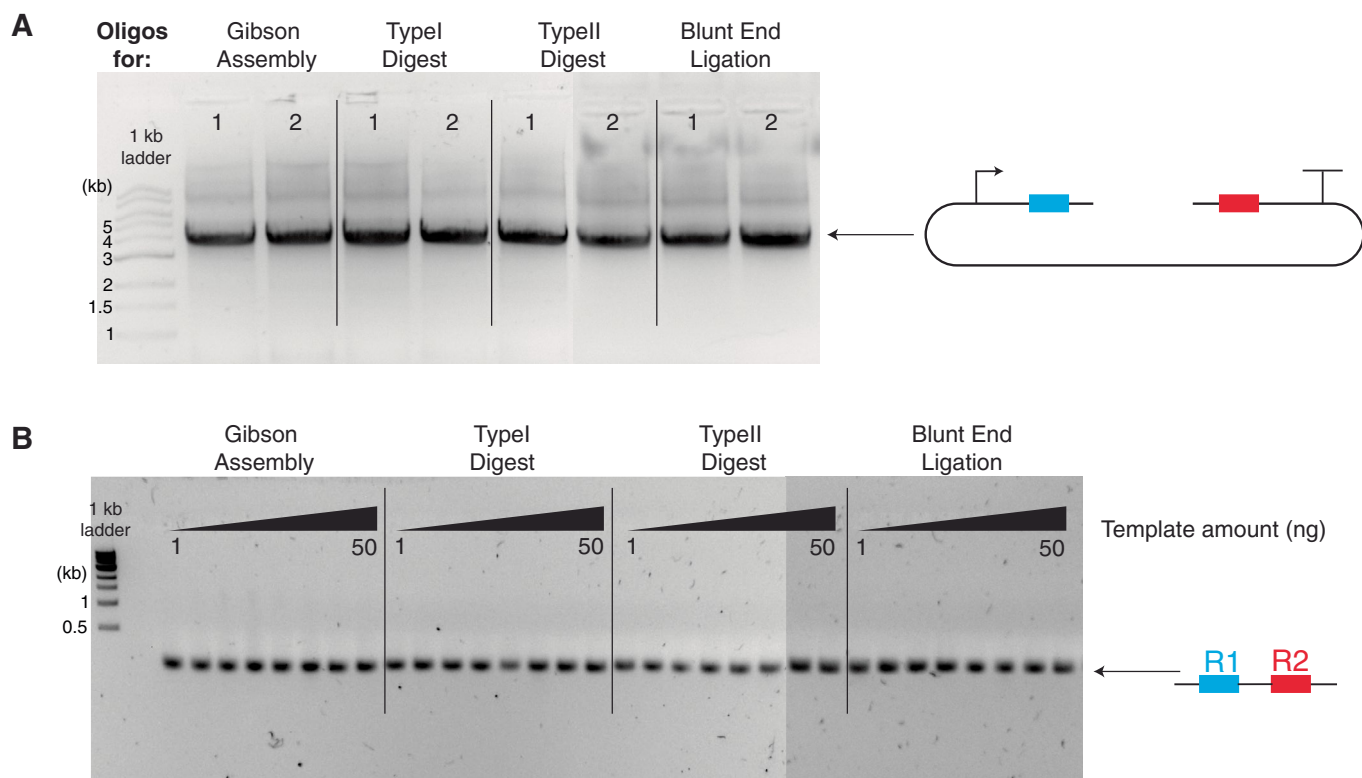 A
Oligos for:
Gibson Assembly
TypeI Digest
TypeII Digest
Blunt End Ligation
1 2 1 2 1 2 1 2
1 kb ladder
(kb)
5
4
3
2
1.5
1
B
Gibson Assembly
TypeI Digest
TypeII Digest
Blunt End Ligation
1 kb ladder
1 50 1 50 1 50 1 50
Template amount (ng)
(kb)
1
0.5
R1 R2